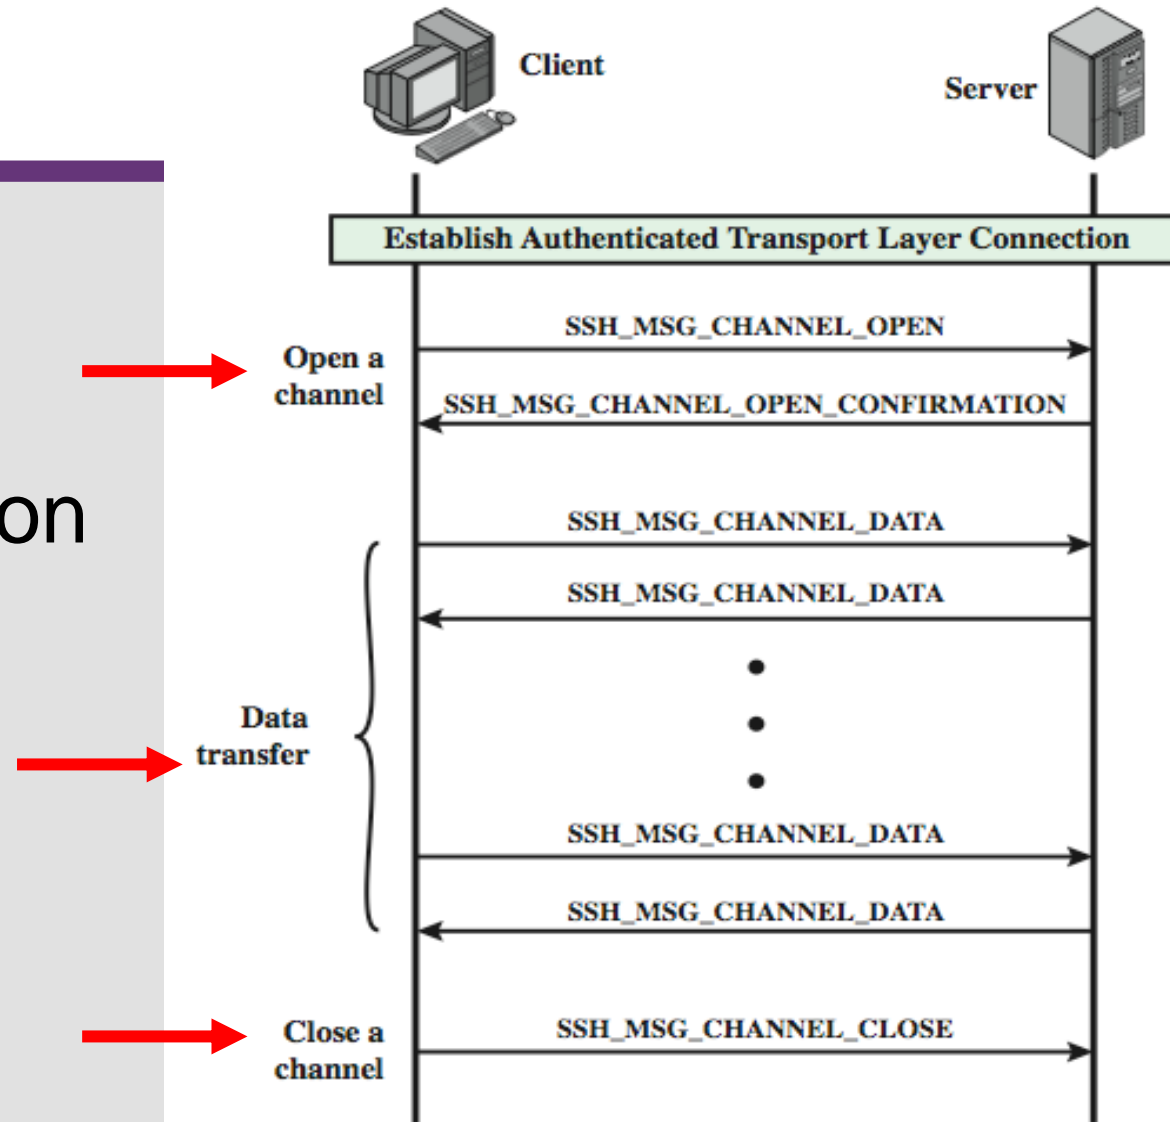 Client
Server
Establish Authenticated Transport Layer Connection
SSH_MSG_CHANNEL_OPEN
Open a
channel
SSH_MSG_CHANNEL_OPEN_CONFIRMATION
on
SSH_MSG_CHANNEL_DATA
SSH_MSG_CHANNEL_DATA
Data
transfer
SSH_MSG_CHANNEL_DATA
SSH_MSG_CHANNEL_DATA
Close a
channel
SSH_MSG_CHANNEL_CLOSE